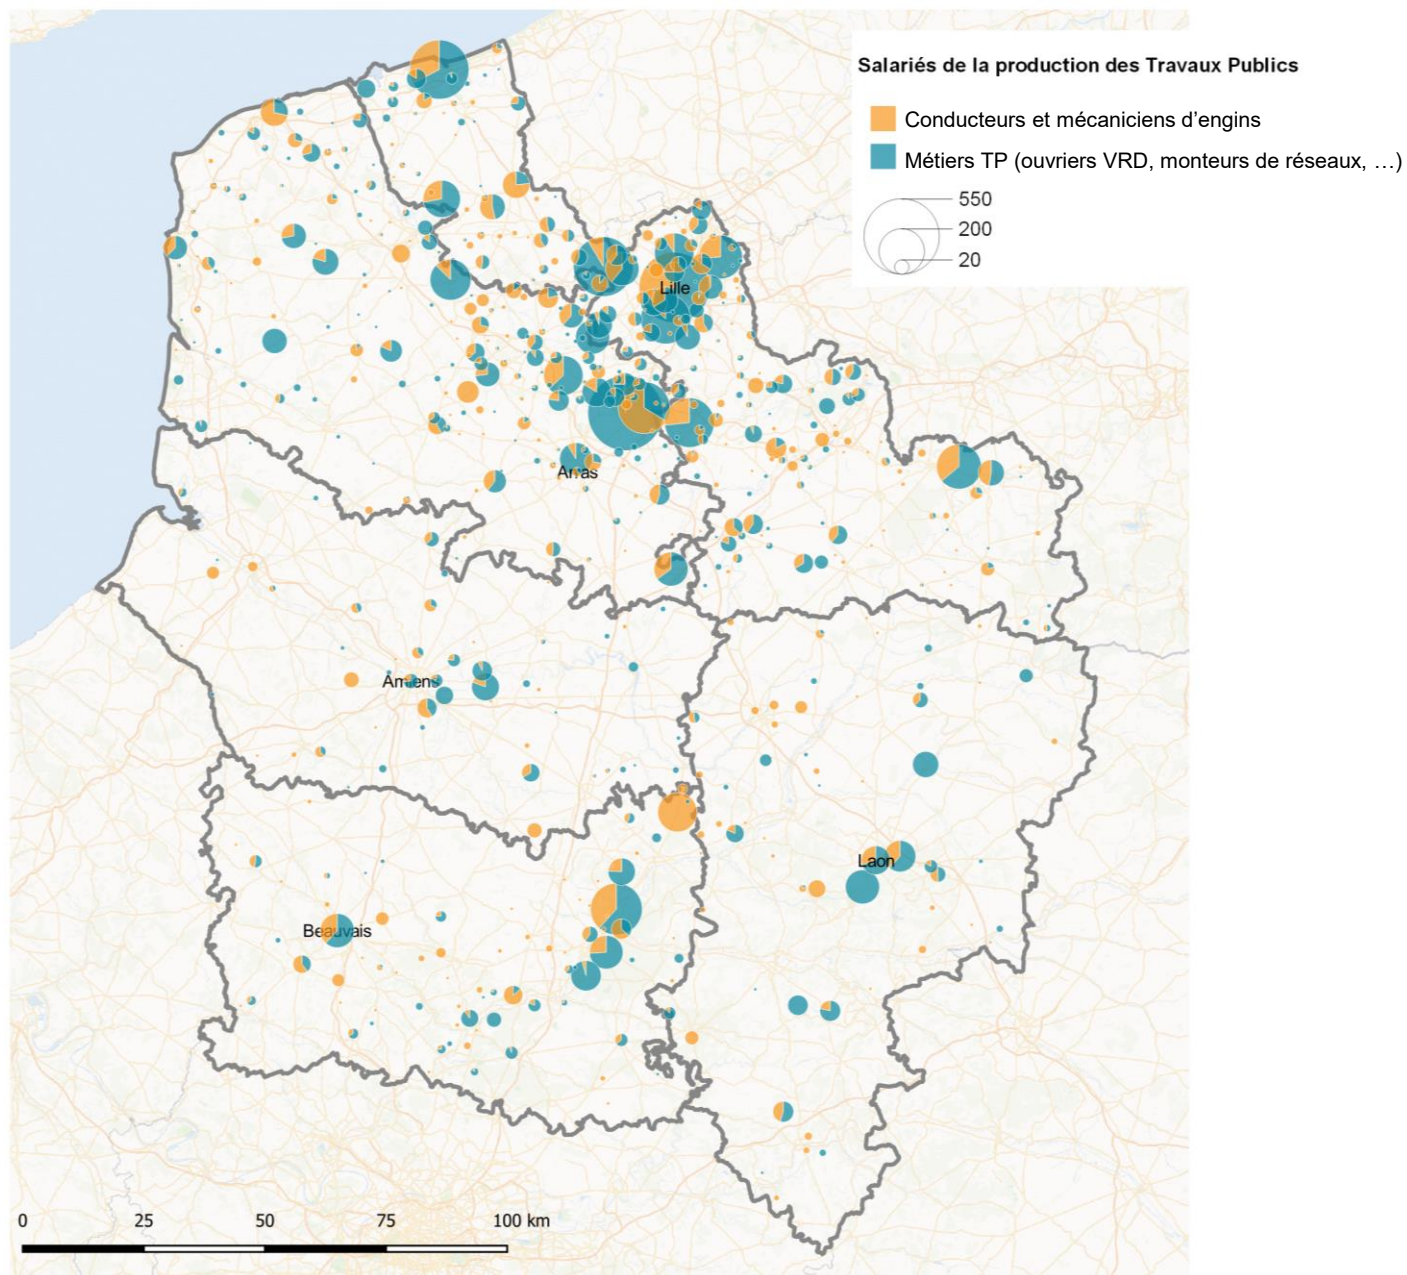 Salariés de la production des Travaux Publics
Conducteurs et mécaniciens d'engins
Métiers TP (ouvriers VRD, monteurs de réseaux, …)
550
200
20
Lille
Arras
Amiens
Laon
Beauvais
0 25 50 75 100 km